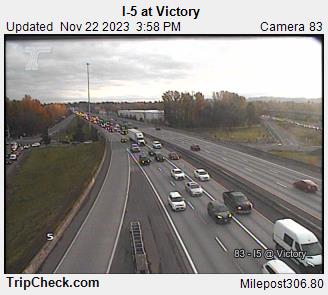 I-5 at Victory
Updated Nov 22 2023 3:58 PM Camera 83
S
83 - I5 @ Victory
TripCheck.com Milepost306.80